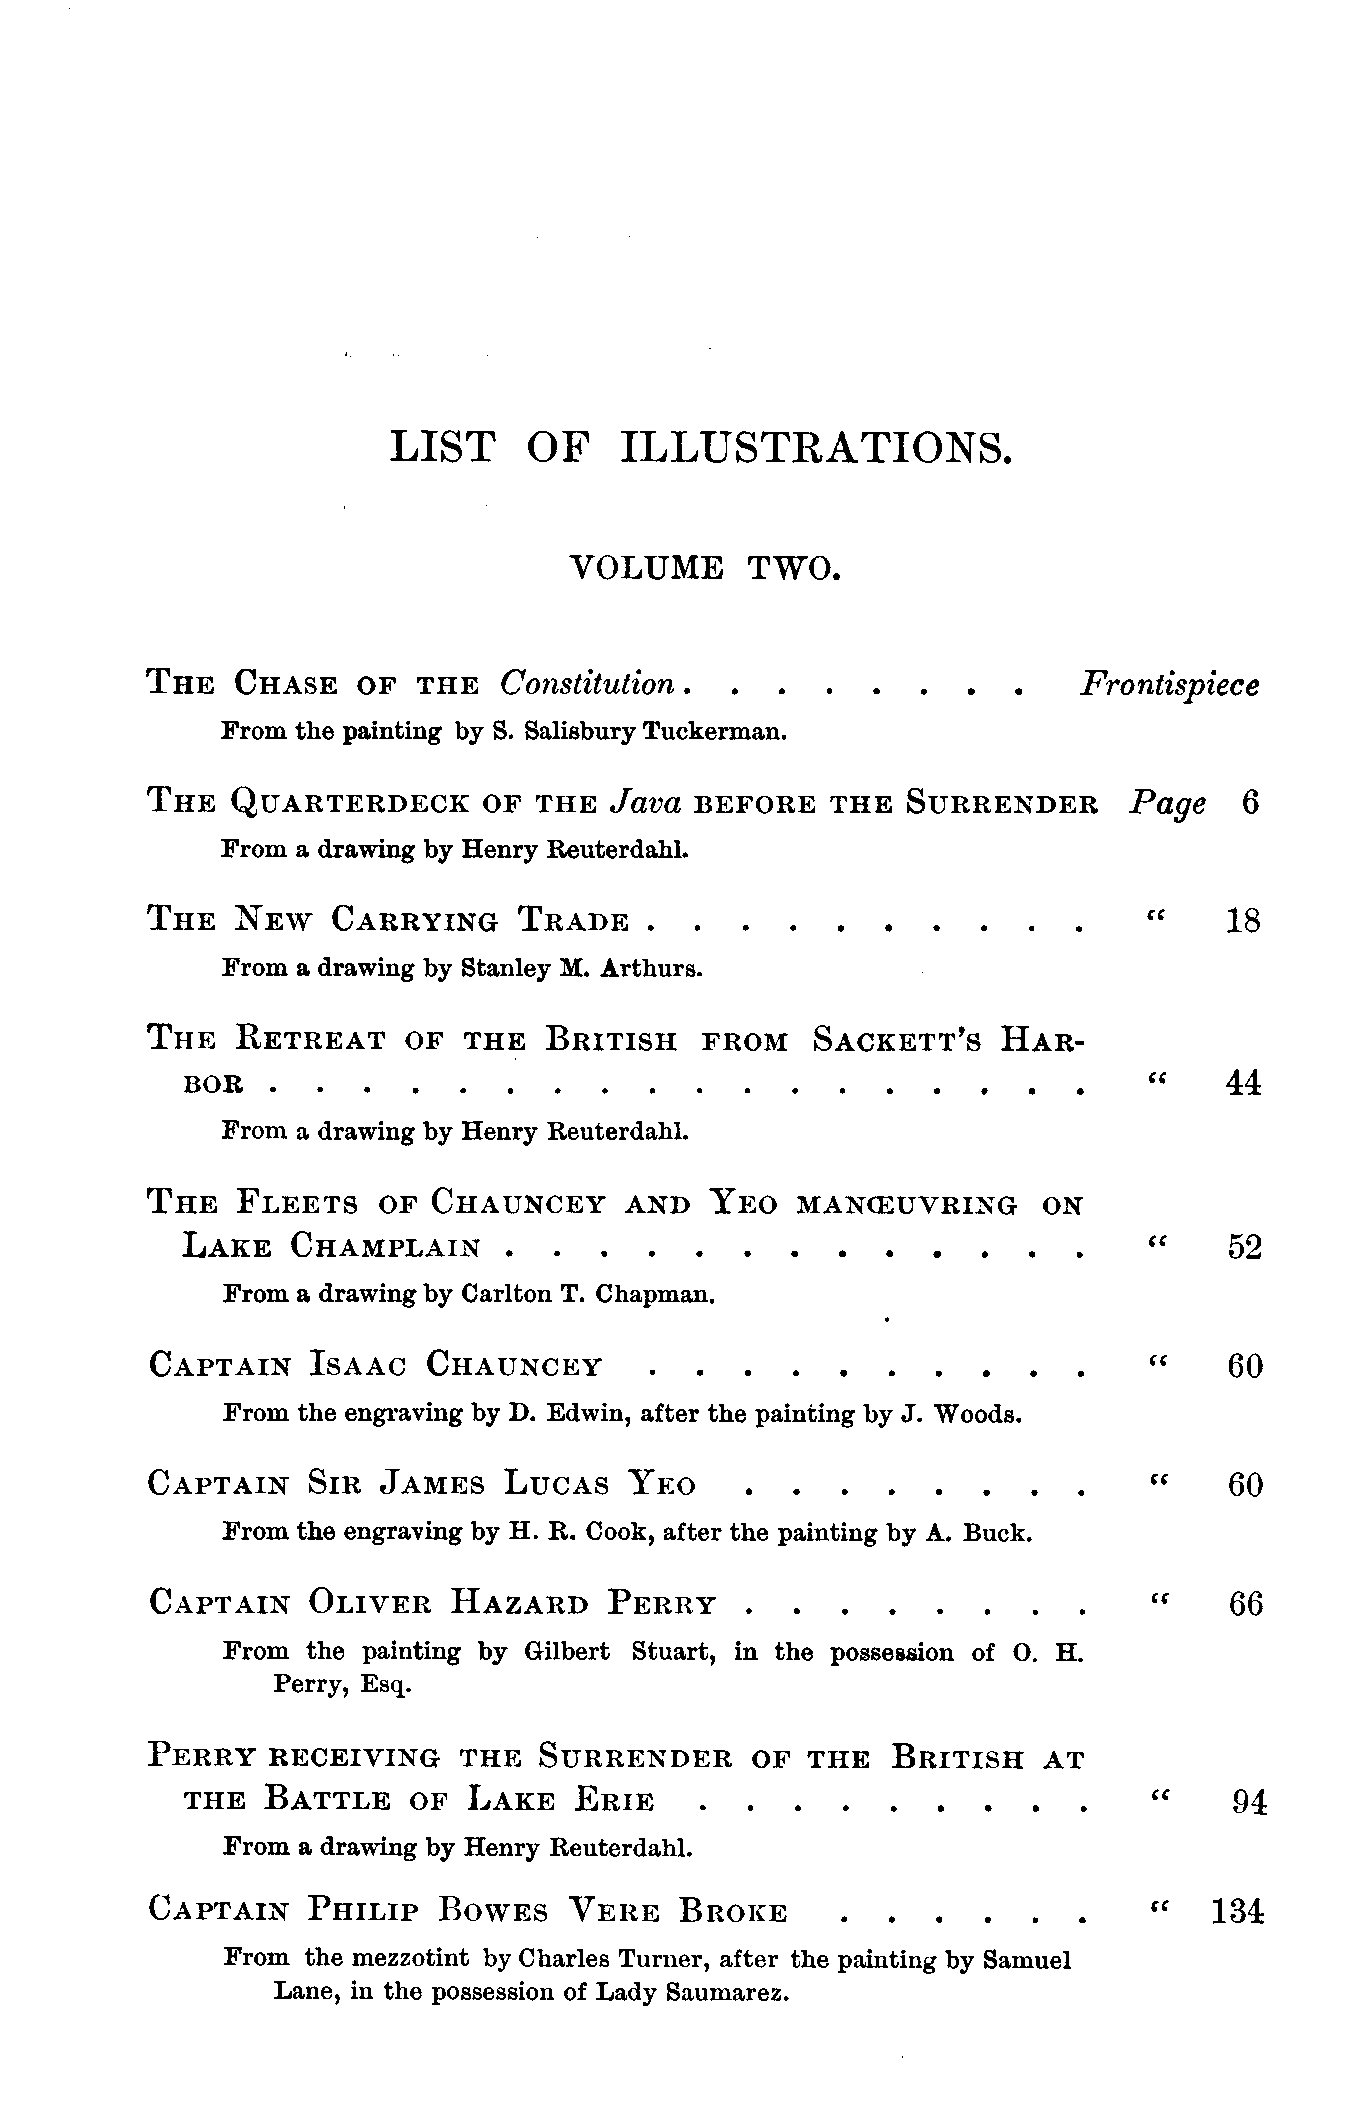 LIST OF ILLUSTRATIONS.
VOLUME TWO.
THE CHASE OF THE Constitution . . . . . . . . Frontispiece
From the painting by S. Salisbury Tuckerman.
THE QUARTERDECK OF THE Java BEFORE THE SURRENDER Page 6
From a drawing by Henry Reuterdahl.
THE NEW CARRYING TRADE . . . . . . . . . . “ 18
From a drawing by Stanley M. Arthurs.
THE RETREAT OF THE BRITISH FROM SACKETT'S HAR-
BOR . . . . . . . . . . . . . . . . . . “ 44
From a drawing by Henry Reuterdahl.
THE FLEETS OF CHAUNCEY AND YEO MANŒUVRING ON
LAKE CHAMPLAIN . . . . . . . . . . . . . “ 52
From a drawing by Carlton T. Chapman.
CAPTAIN ISAAC CHAUNCEY . . . . . . . . . . “ 60
From the engraving by D. Edwin, after the painting by J. Woods.
CAPTAIN SIR JAMES LUCAS YEO . . . . . . . . “ 60
From the engraving by H. R. Cook, after the painting by A. Buck.
CAPTAIN OLIVER HAZARD PERRY . . . . . . . . “ 66
From the painting by Gilbert Stuart, in the possession of O. H.
Perry, Esq.
PERRY RECEIVING THE SURRENDER OF THE BRITISH AT
THE BATTLE OF LAKE ERIE . . . . . . . . . “ 94
From a drawing by Henry Reuterdahl.
CAPTAIN PHILIP BOWES VERE BROKE . . . . . . “ 134
From the mezzotint by Charles Turner, after the painting by Samuel
Lane, in the possession of Lady Saumarez.